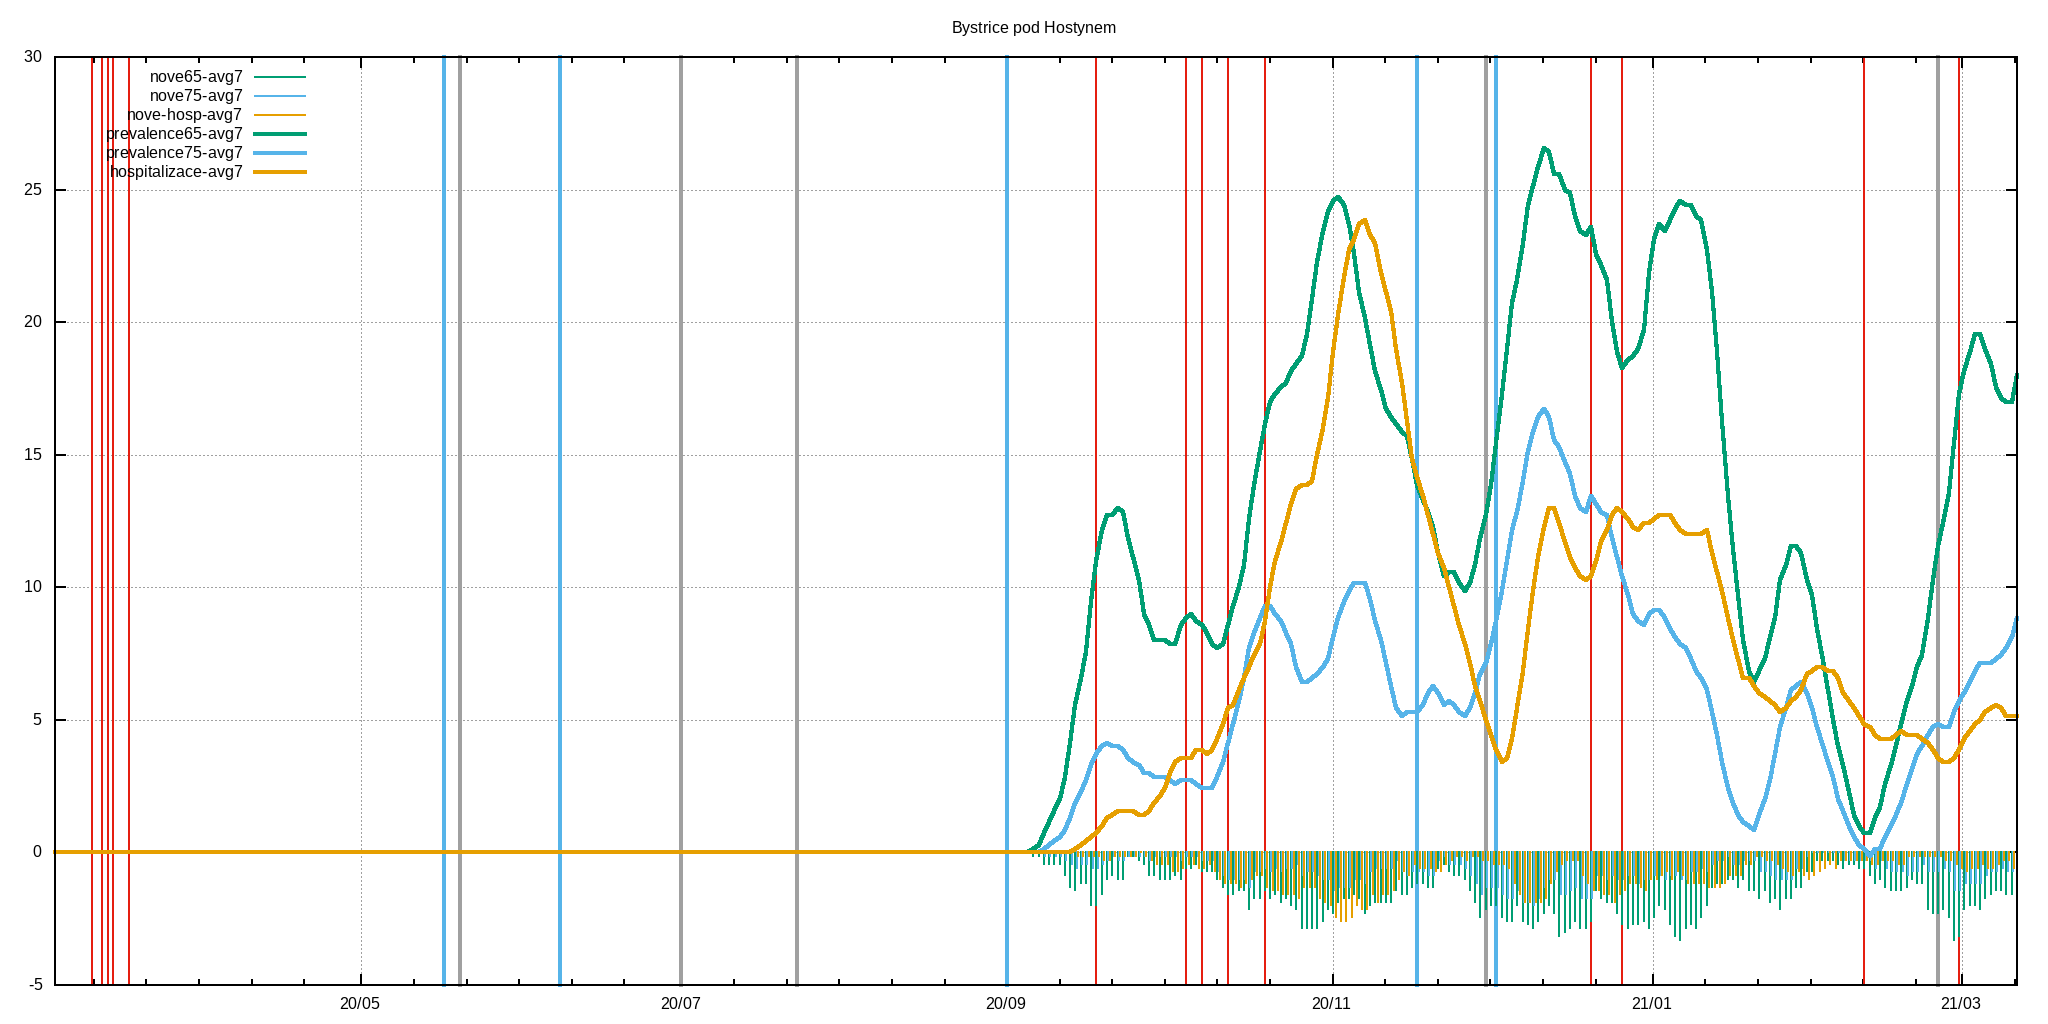 Bystrice pod Hostynem
30
25
20
15
10
5
0
-5
nove65-avg7
nove75-avg7
nove-hosp-avg7
prevalence65-avg7
prevalence75-avg7
hospitalizace-avg7
20/05
20/07
20/09
20/11
21/01
21/03